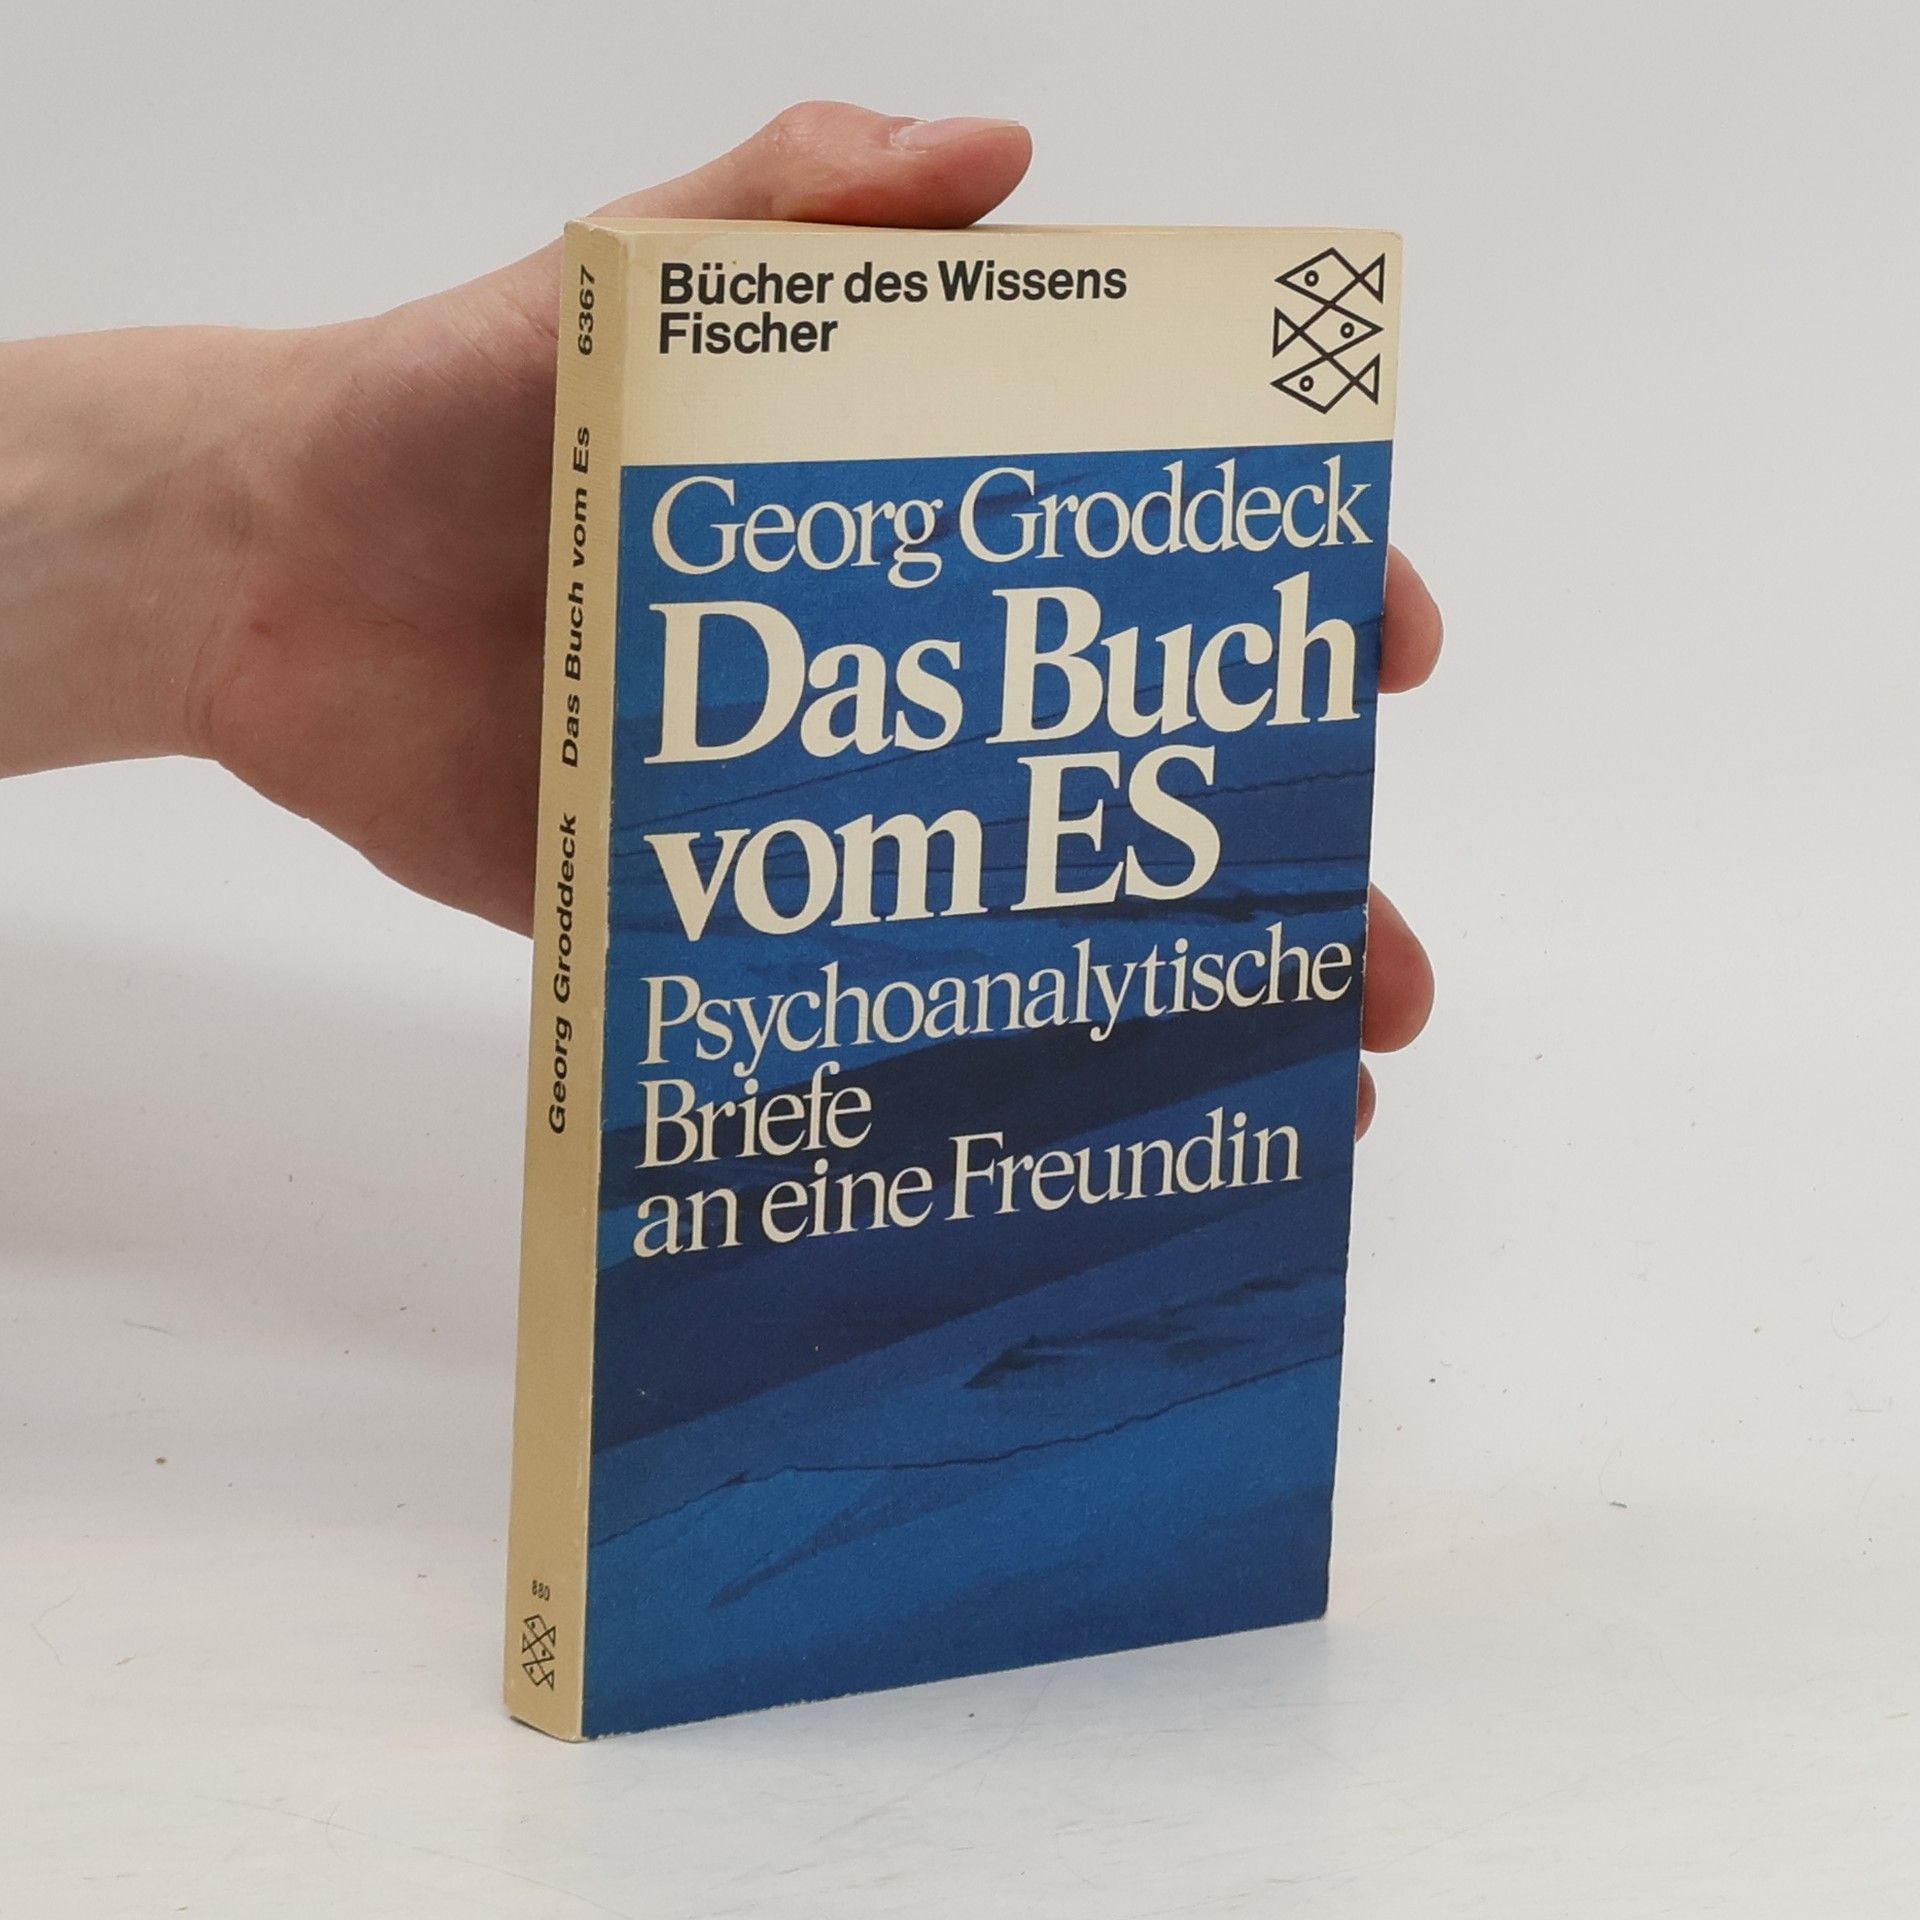 Bücher des Wissens
Fischer
Georg Groddeck
Das Buch
vom ES
Psychoanalytische
Briefe
an eine Freundin
Georg Groddeck Das Buch vom Es 6367
880